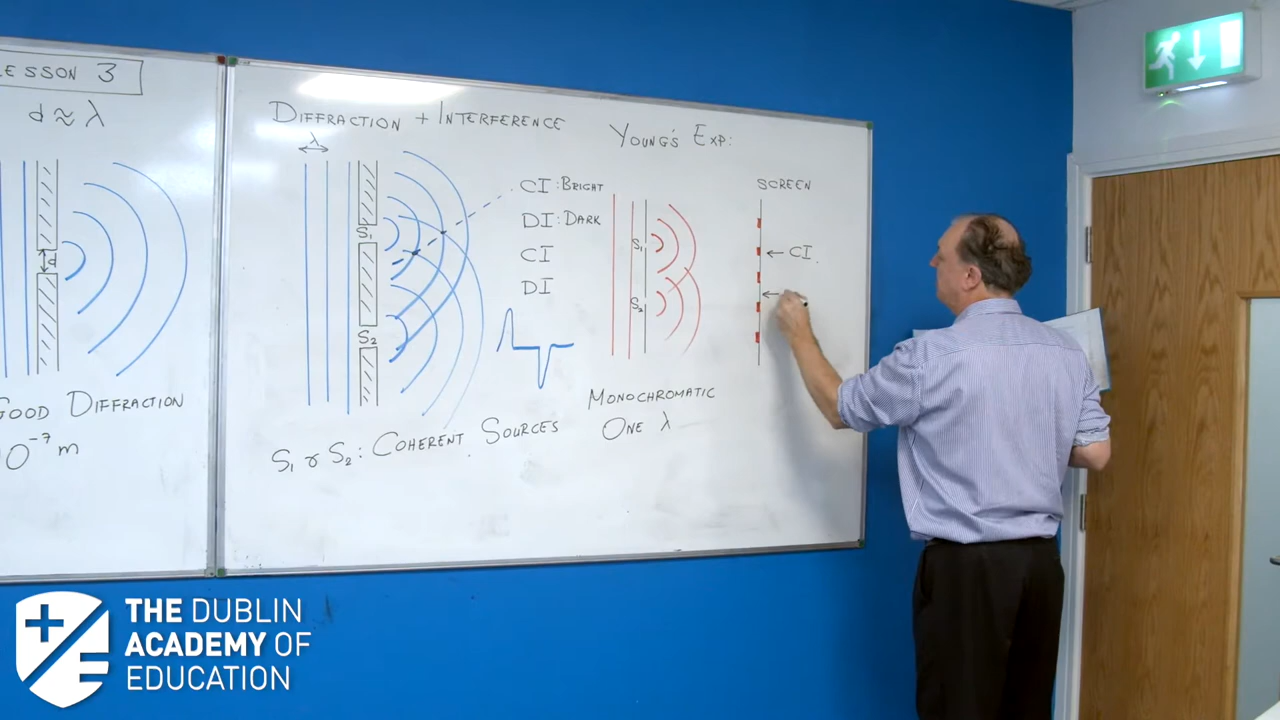 LESSON 3
d ≈ λ
d
GOOD DIFFRACTION
0⁻⁷ m
DIFFRACTION + INTERFERENCE
λ
S₁
S₂
CI: BRIGHT
DI: DARK
CI
DI
S₁ & S₂: COHERENT SOURCES
YOUNG'S EXP:
S₁
S₂
SCREEN
← CI.
←
MONOCHROMATIC
ONE λ
THE DUBLIN
ACADEMY OF
EDUCATION